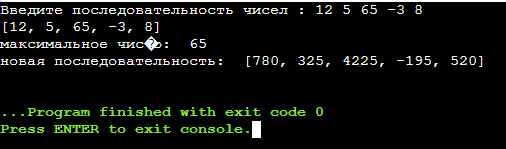 Введите последовательность чисел : 12 5 65 -3 8
[12, 5, 65, -3, 8]
максимальное чис�о:  65
новая последовательность:  [780, 325, 4225, -195, 520]
...Program finished with exit code 0
Press ENTER to exit console.